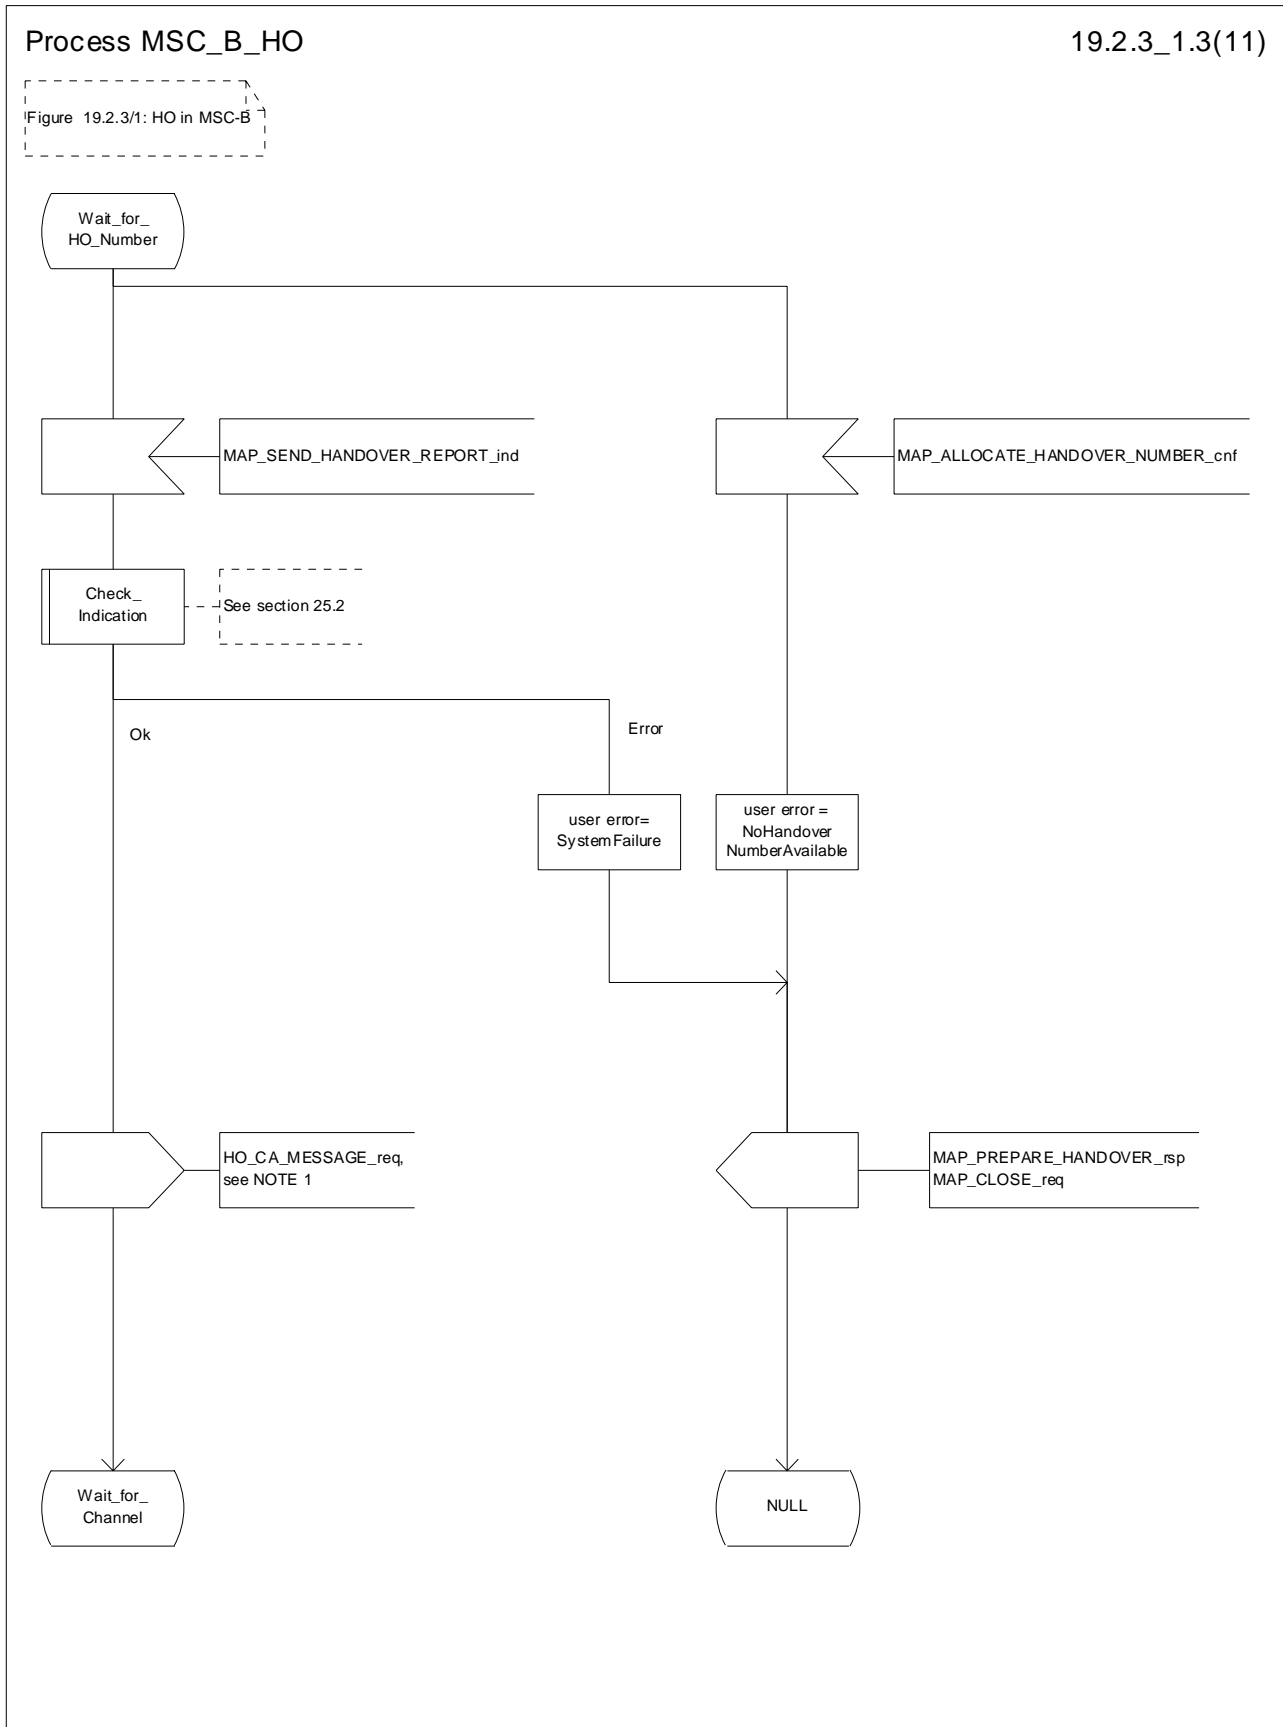 Process MSC_B_HO
19.2.3_1.3(11)
Figure 19.2.3/1: HO in MSC-B
Wait_for_
HO_Number
MAP_SEND_HANDOVER_REPORT_ind
MAP_ALLOCATE_HANDOVER_NUMBER_cnf
Check_
Indication
See section 25.2
Ok
Error
user error=
SystemFailure
user error =
NoHandover
NumberAvailable
HO_CA_MESSAGE_req,
see NOTE 1
MAP_PREPARE_HANDOVER_rsp
MAP_CLOSE_req
Wait_for_
Channel
NULL